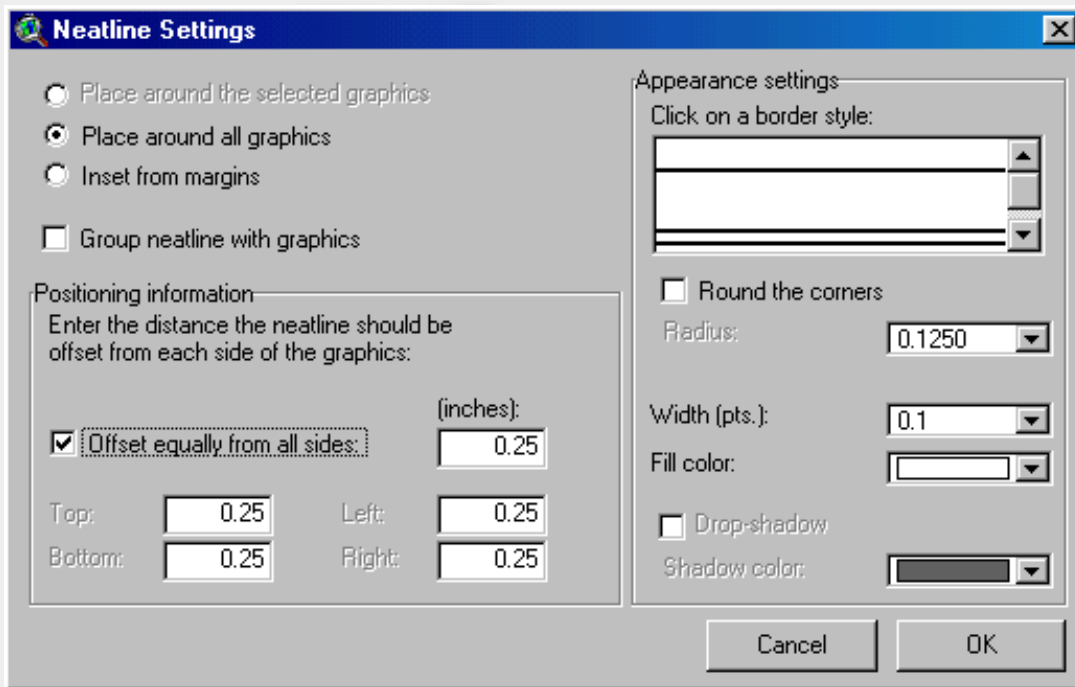 Neatline Settings
Place around the selected graphics
Place around all graphics
Inset from margins
Group neatline with graphics
Positioning information
Enter the distance the neatline should be
offset from each side of the graphics:
(inches):
Offset equally from all sides: 0.25
Top: 0.25 Left: 0.25
Bottom: 0.25 Right: 0.25
Appearance settings
Click on a border style:
Round the corners
Radius: 0.1250
Width (pts.): 0.1
Fill color:
Drop-shadow
Shadow color:
Cancel OK